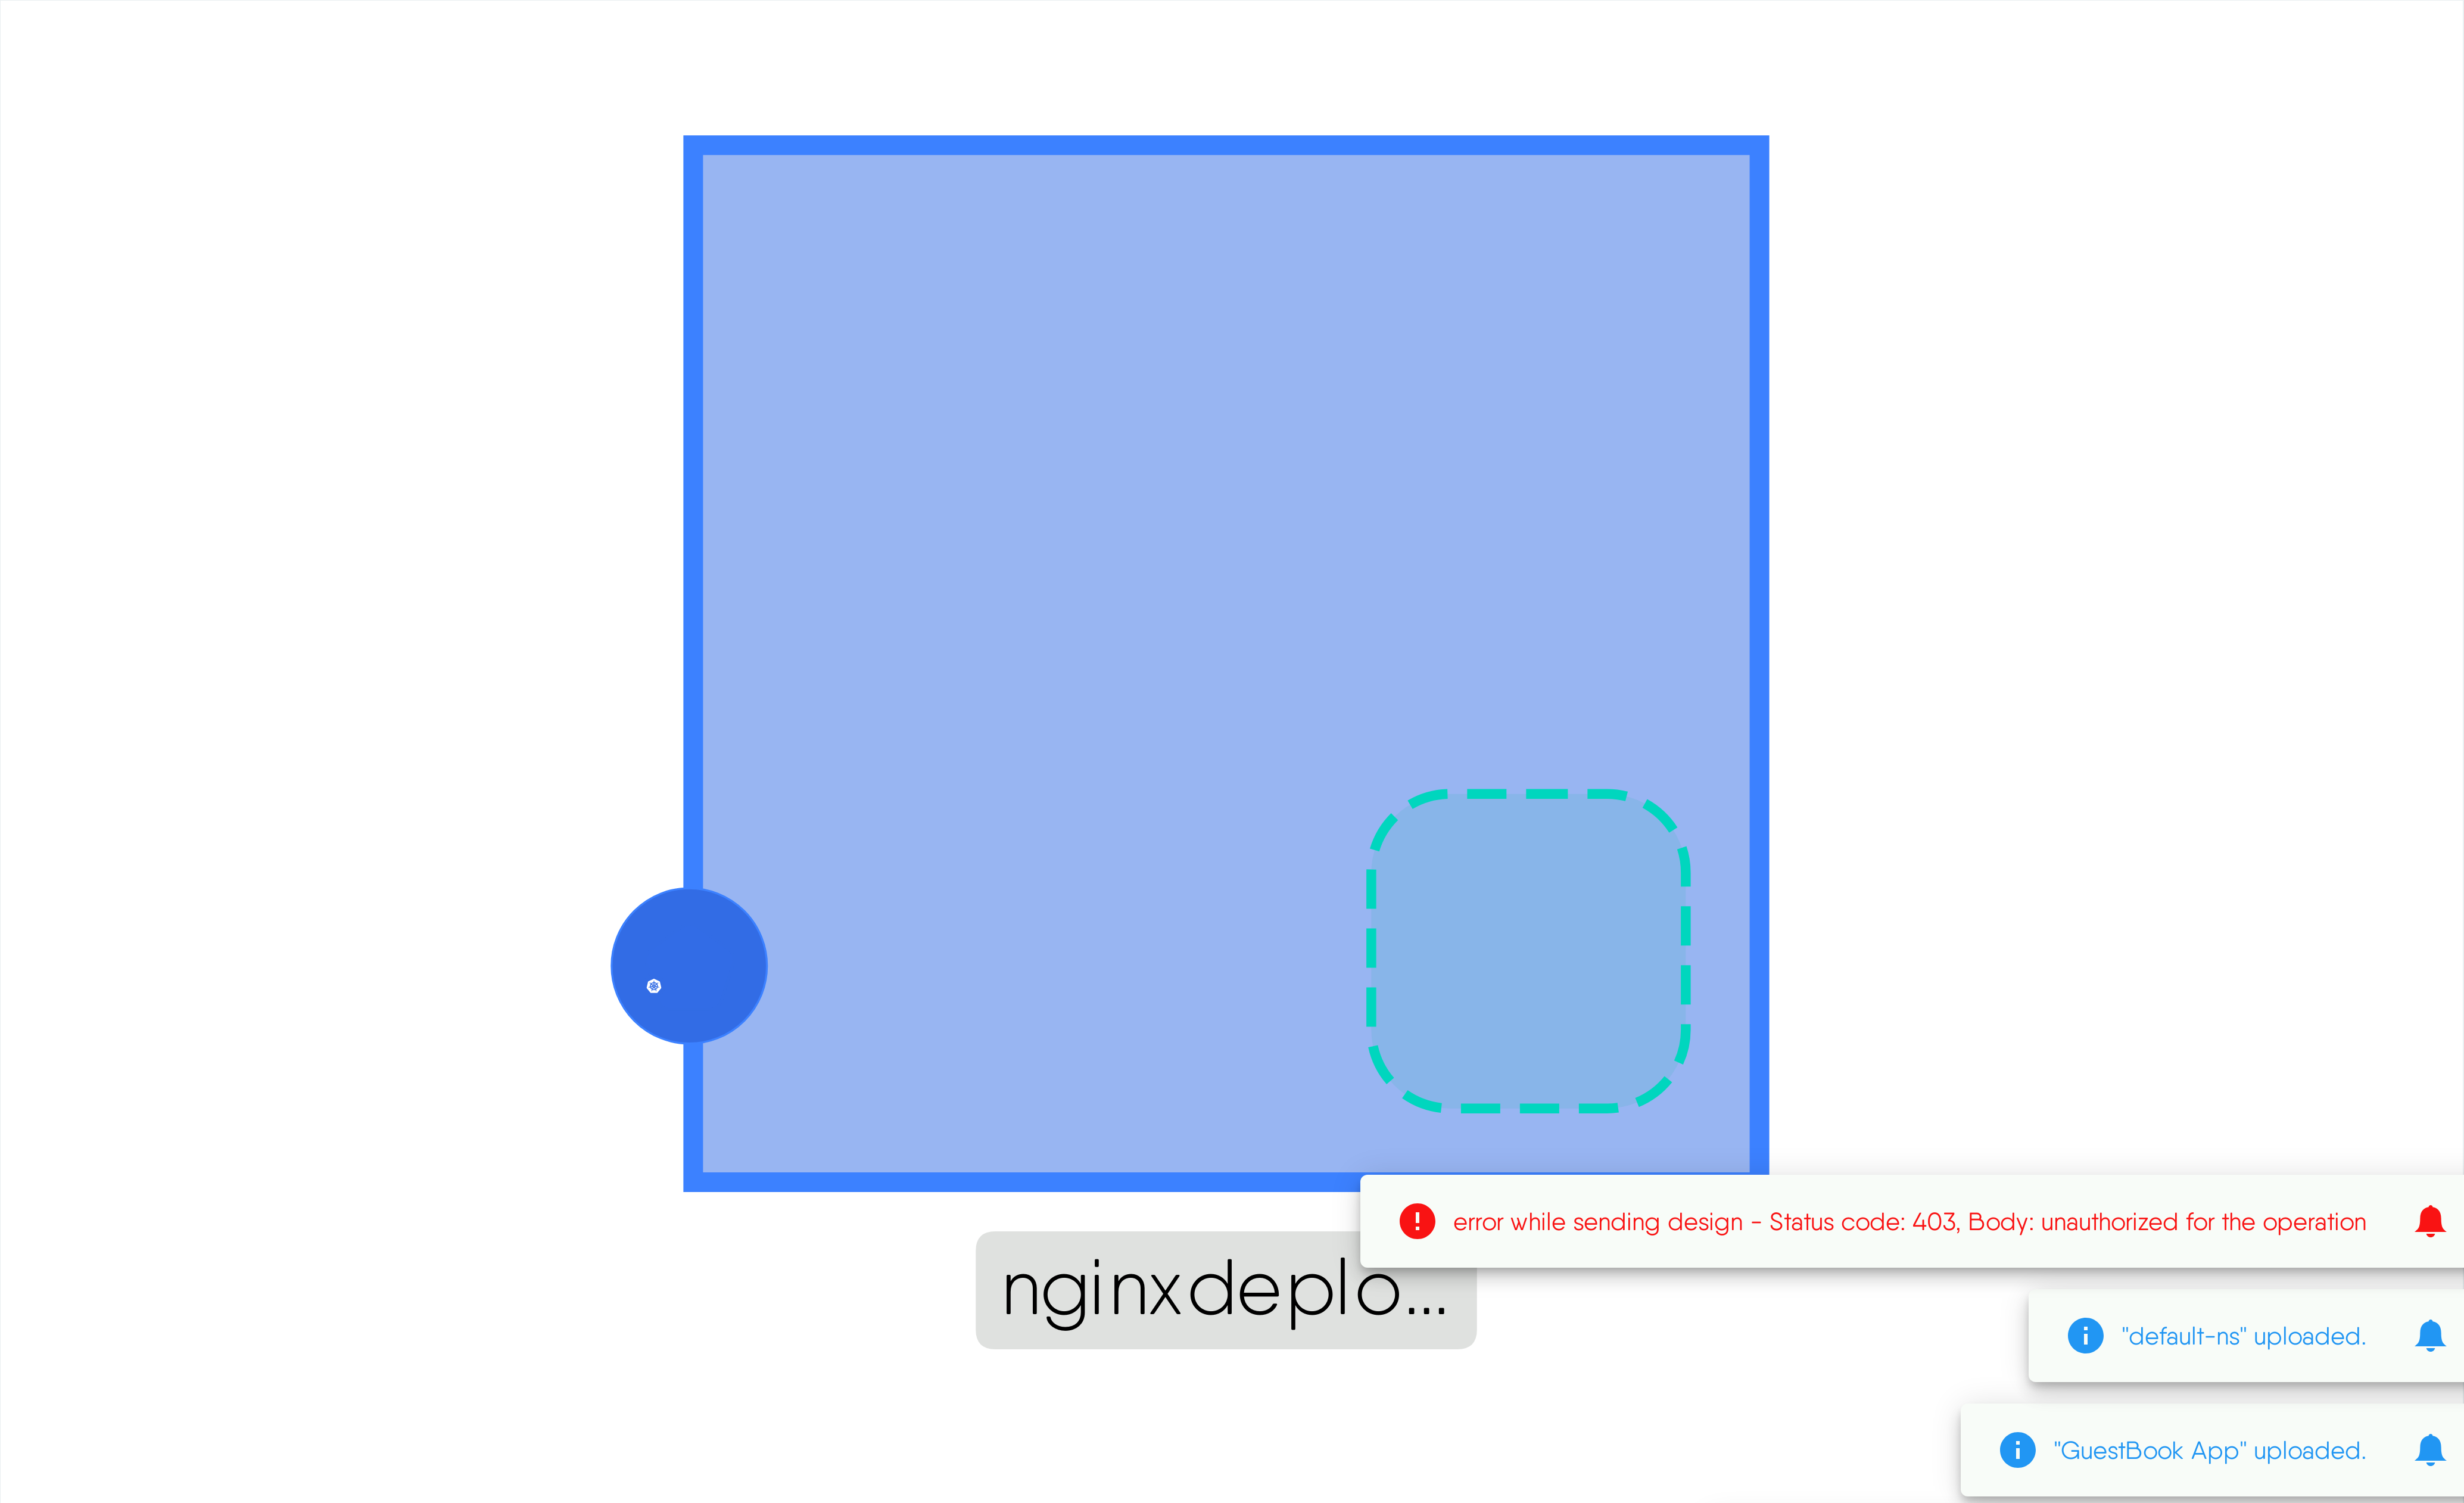 error while sending design - Status code: 403, Body: unauthorized for the operation
nginxdeplo...
"default-ns" uploaded.
"GuestBook App" uploaded.